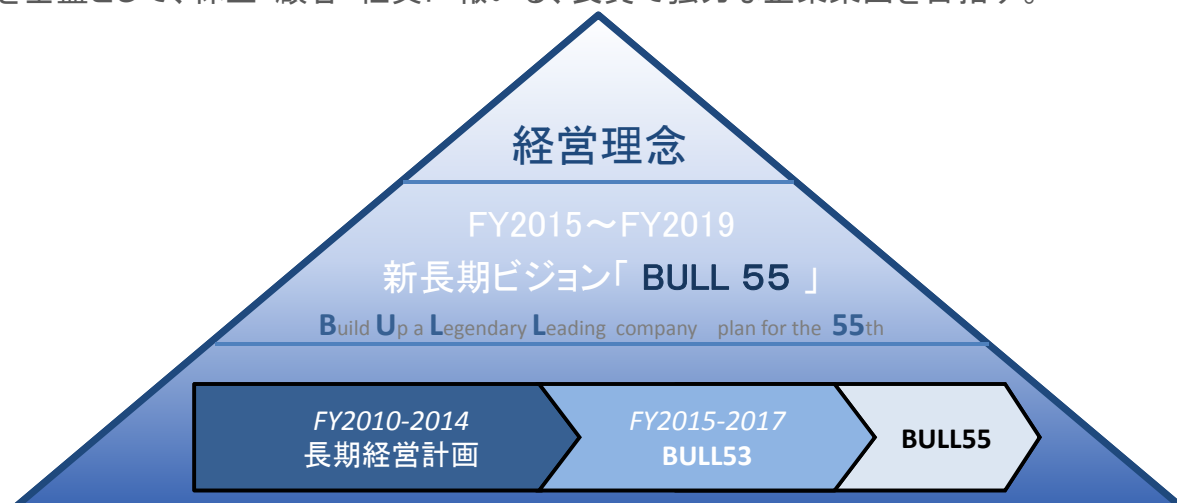 経営理念
FY2015～FY2019
新長期ビジョン「 BULL 55 」
Build Up a Legendary Leading company plan for the 55th
FY2010-2014
長期経営計画
FY2015-2017
BULL53
BULL55